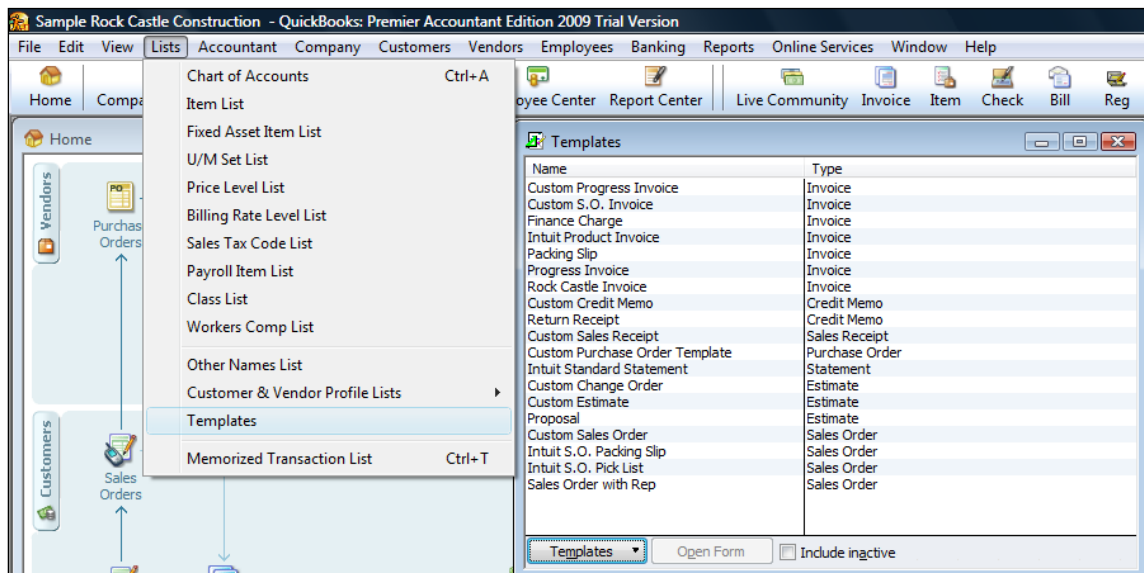 Sample Rock Castle Construction - QuickBooks: Premier Accountant Edition 2009 Trial Version
File Edit View Lists Accountant Company Customers Vendors Employees Banking Reports Online Services Window Help
Home Compa oyee Center Report Center Live Community Invoice Item Check Bill Reg
Chart of Accounts Ctrl+A
Item List
Fixed Asset Item List
U/M Set List
Price Level List
Billing Rate Level List
Sales Tax Code List
Payroll Item List
Class List
Workers Comp List
Other Names List
Customer & Vendor Profile Lists
Templates
Memorized Transaction List Ctrl+T
Home
Vendors
PO
Purchas
Orders
Customers
Sales
Orders
Templates
Name Type
Custom Progress Invoice Invoice
Custom S.O. Invoice Invoice
Finance Charge Invoice
Intuit Product Invoice Invoice
Packing Slip Invoice
Progress Invoice Invoice
Rock Castle Invoice Invoice
Custom Credit Memo Credit Memo
Return Receipt Credit Memo
Custom Sales Receipt Sales Receipt
Custom Purchase Order Template Purchase Order
Intuit Standard Statement Statement
Custom Change Order Estimate
Custom Estimate Estimate
Proposal Estimate
Custom Sales Order Sales Order
Intuit S.O. Packing Slip Sales Order
Intuit S.O. Pick List Sales Order
Sales Order with Rep Sales Order
Templates Open Form Include inactive